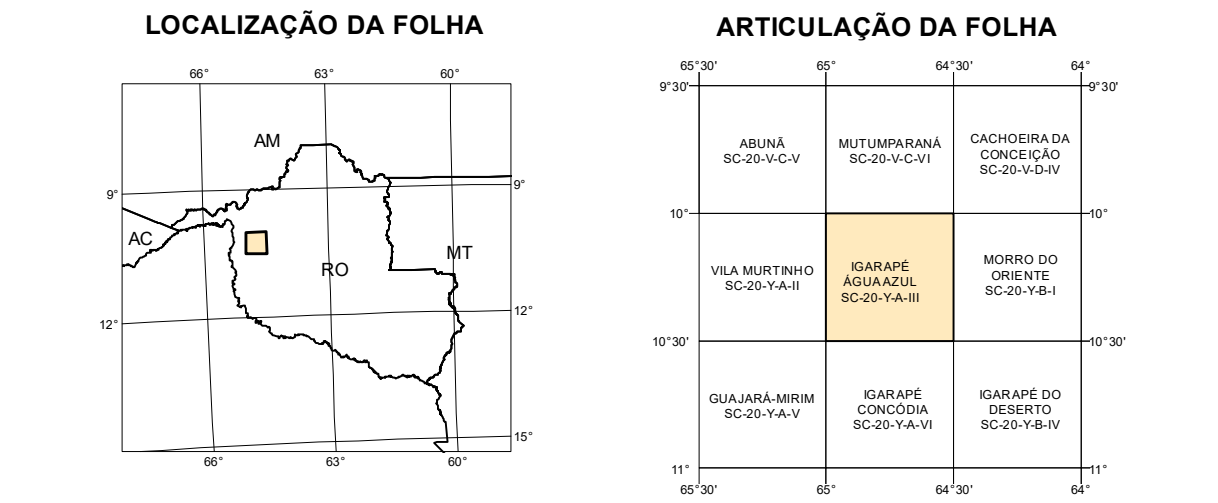 LOCALIZAÇÃO DA FOLHA
66° 63° 60°
AM
9° 9°
AC
MT
RO
12° 12°
15°
66° 63° 60°
ARTICULAÇÃO DA FOLHA
65°30' 65° 64°30' 64°
9°30' 9°30'
ABUNÃ
SC-20-V-C-V
MUTUMPARANÁ
SC-20-V-C-VI
CACHOEIRA DA
CONCEIÇÃO
SC-20-V-D-IV
10° 10°
VILA MURTINHO
SC-20-Y-A-II
IGARAPÉ
ÁGUA AZUL
SC-20-Y-A-III
MORRO DO
ORIENTE
SC-20-Y-B-I
10°30' 10°30'
GUAJARÁ-MIRIM
SC-20-Y-A-V
IGARAPÉ
CONCÓDIA
SC-20-Y-A-VI
IGARAPÉ DO
DESERTO
SC-20-Y-B-IV
11° 11°
65°30' 65° 64°30' 64°